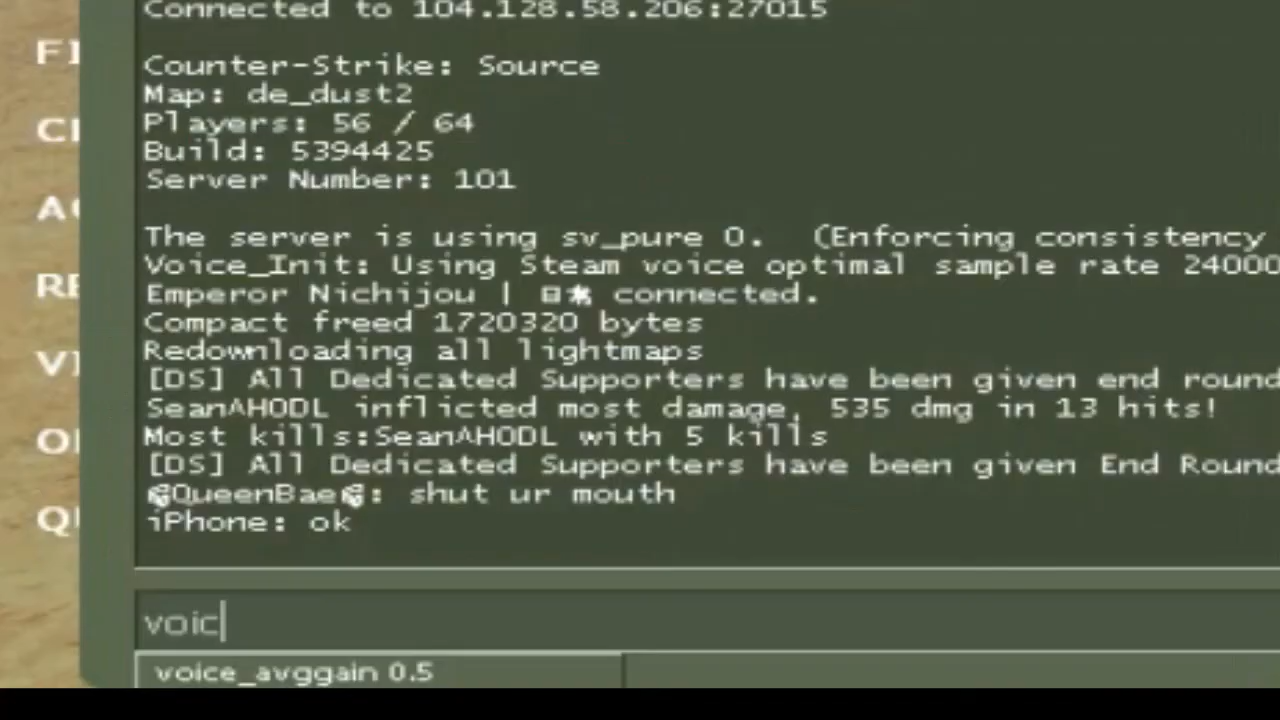 Connected to 104.128.58.206:27015
Counter-Strike: Source
Map: de_dust2
Players: 56 / 64
Build: 5394425
Server Number: 101
The server is using sv_pure 0. (Enforcing consistency
Voice_Init: Using Steam voice optimal sample rate 24000
Emperor Nichijou | connected.
Compact freed 1720320 bytes
Redownloading all lightmaps
[DS] All Dedicated Supporters have been given end round
Sean^HODL inflicted most damage, 535 dmg in 13 hits!
Most kills:Sean^HODL with 5 kills
[DS] All Dedicated Supporters have been given End Round
QueenBae: shut ur mouth
iPhone: ok
voic
voice_avggain 0.5